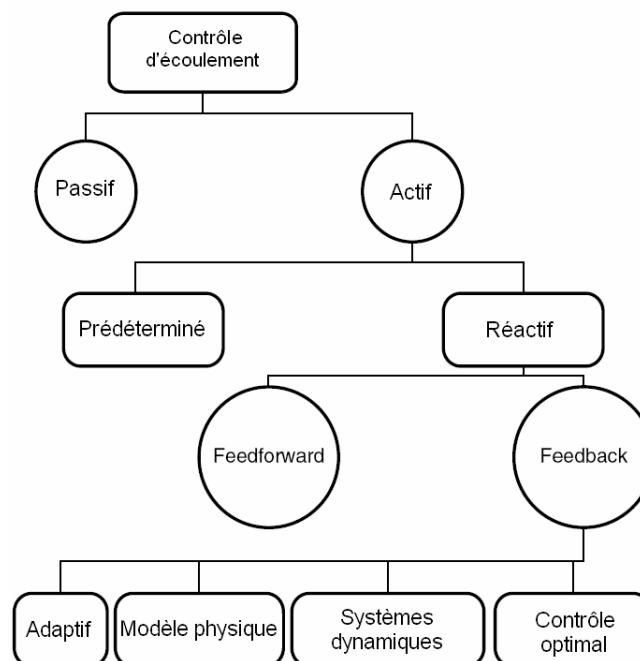 Contrôle
d'écoulement
Passif
Actif
Prédéterminé
Réactif
Feedforward
Feedback
Adaptif
Modèle physique
Systèmes
dynamiques
Contrôle
optimal